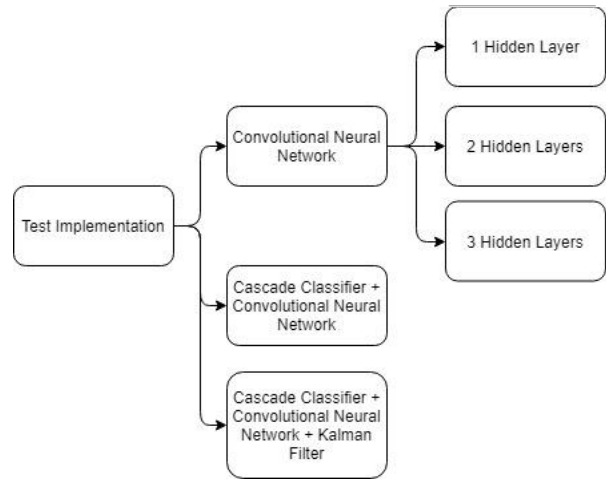 1 Hidden Layer
Convolutional Neural
Network
2 Hidden Layers
Test Implementation
3 Hidden Layers
Cascade Classifier +
Convolutional Neural
Network
Cascade Classifier +
Convolutional Neural
Network + Kalman
Filter